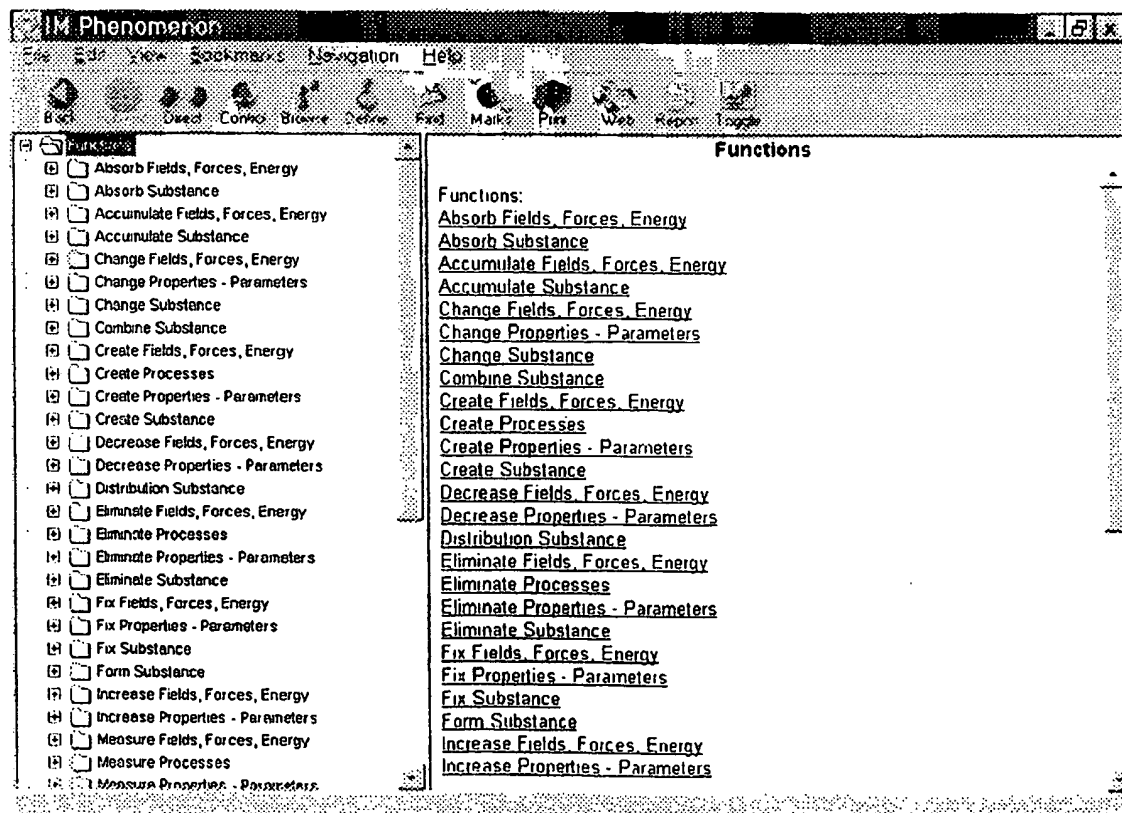 IM Phenomenon
File Edit View Bookmarks Navigation Help
Back Direct Control Browse Define Find Marks Print Web Report Toggle
Functions
Absorb Fields, Forces, Energy
Absorb Substance
Accumulate Fields, Forces, Energy
Accumulate Substance
Change Fields, Forces, Energy
Change Properties - Parameters
Change Substance
Combine Substance
Create Fields, Forces, Energy
Create Processes
Create Properties - Parameters
Create Substance
Decrease Fields, Forces, Energy
Decrease Properties - Parameters
Distribution Substance
Eliminate Fields, Forces, Energy
Eliminate Processes
Eliminate Properties - Parameters
Eliminate Substance
Fix Fields, Forces, Energy
Fix Properties - Parameters
Fix Substance
Form Substance
Increase Fields, Forces, Energy
Increase Properties - Parameters
Measure Fields, Forces, Energy
Measure Processes
Measure Properties - Parameters
Functions
Functions:
Absorb Fields, Forces, Energy
Absorb Substance
Accumulate Fields, Forces, Energy
Accumulate Substance
Change Fields, Forces, Energy
Change Properties - Parameters
Change Substance
Combine Substance
Create Fields, Forces, Energy
Create Processes
Create Properties - Parameters
Create Substance
Decrease Fields, Forces, Energy
Decrease Properties - Parameters
Distribution Substance
Eliminate Fields, Forces, Energy
Eliminate Processes
Eliminate Properties - Parameters
Eliminate Substance
Fix Fields, Forces, Energy
Fix Properties - Parameters
Fix Substance
Form Substance
Increase Fields, Forces, Energy
Increase Properties - Parameters